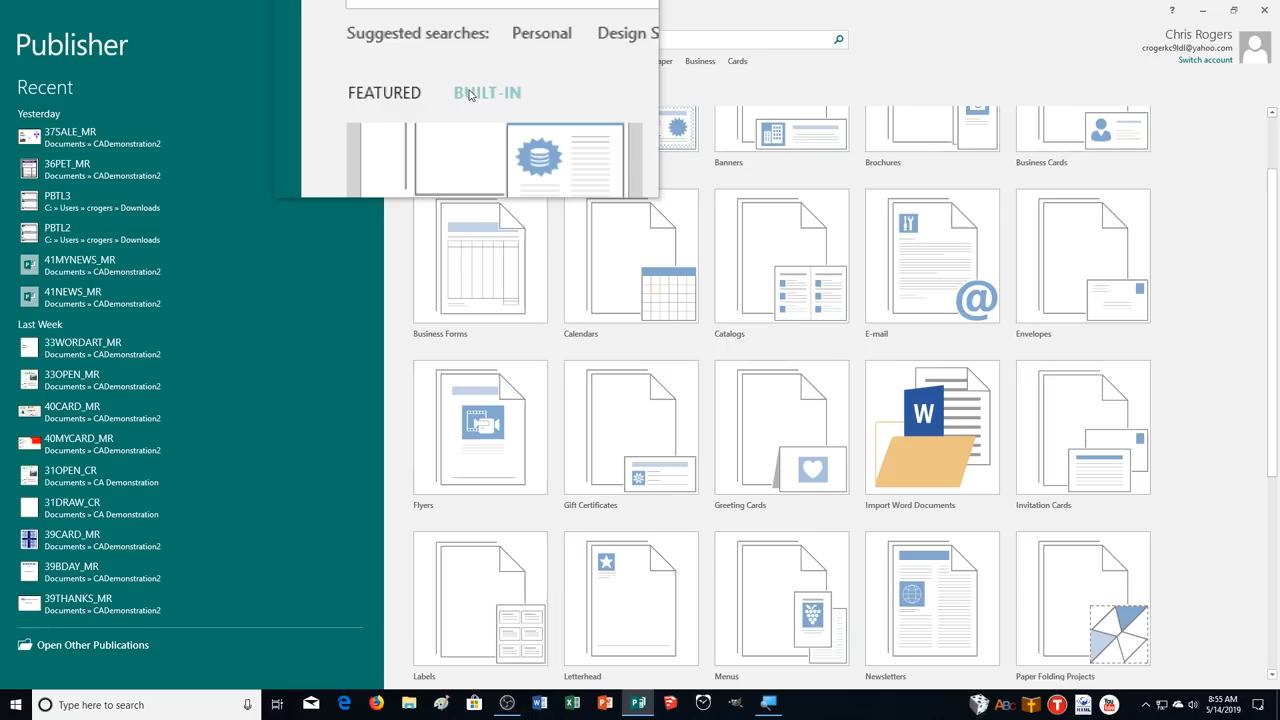 Publisher
Recent
Yesterday
37SALE_MR
Documents » CADemonstration2
36PET_MR
Documents » CADemonstration2
PBTL3
C: » Users » crogers » Downloads
PBTL2
C: » Users » crogers » Downloads
41MYNEWS_MR
Documents » CADemonstration2
41NEWS_MR
Documents » CADemonstration2
Last Week
33WORDART_MR
Documents » CADemonstration2
33OPEN_MR
Documents » CADemonstration2
40CARD_MR
Documents » CADemonstration2
40MYCARD_MR
Documents » CADemonstration2
31OPEN_CR
Documents » CA Demonstration
31DRAW_CR
Documents » CA Demonstration
39CARD_MR
Documents » CADemonstration2
39BDAY_MR
Documents » CADemonstration2
39THANKS_MR
Documents » CADemonstration2
Open Other Publications
Suggested searches: Personal Design S
FEATURED BUILT-IN
aper Business Cards
?
Chris Rogers
crogerkc9ldl@yahoo.com
Switch account
Banners Brochures Business Cards
Business Forms Calendars Catalogs E-mail Envelopes
W
Flyers Gift Certificates Greeting Cards Import Word Documents Invitation Cards
Labels Letterhead Menus Newsletters Paper Folding Projects
Type here to search
8:55 AM
5/14/2019